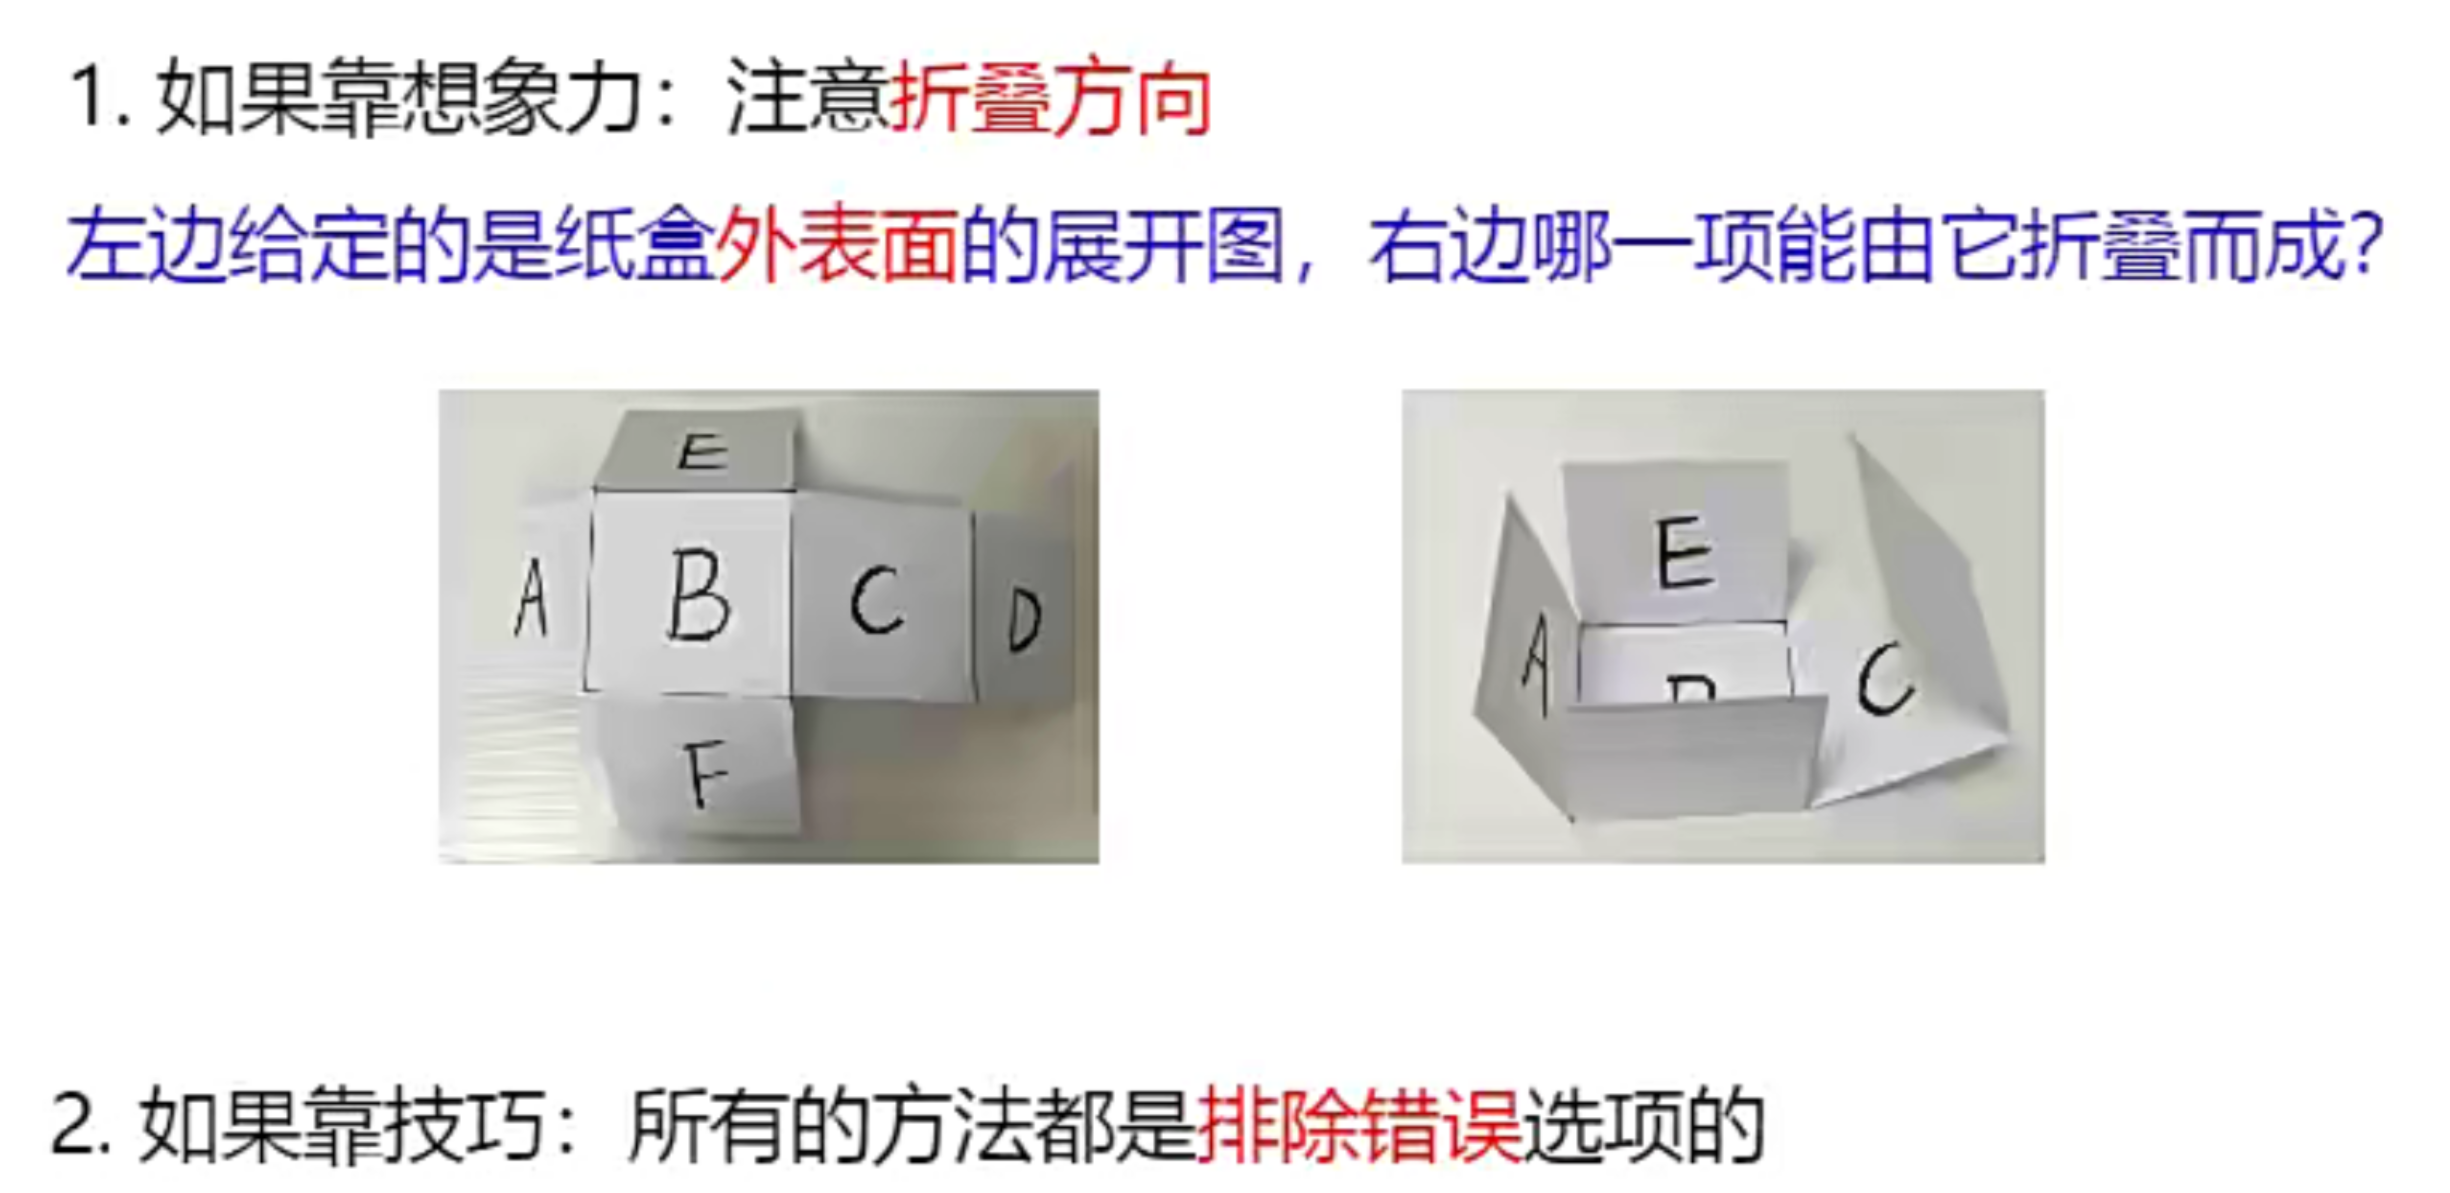 1. 如果靠想象力：注意折叠方向
左边给定的是纸盒外表面的展开图，右边哪一项能由它折叠而成？
E
A B C D
F
E
A C
2. 如果靠技巧：所有的方法都是排除错误选项的